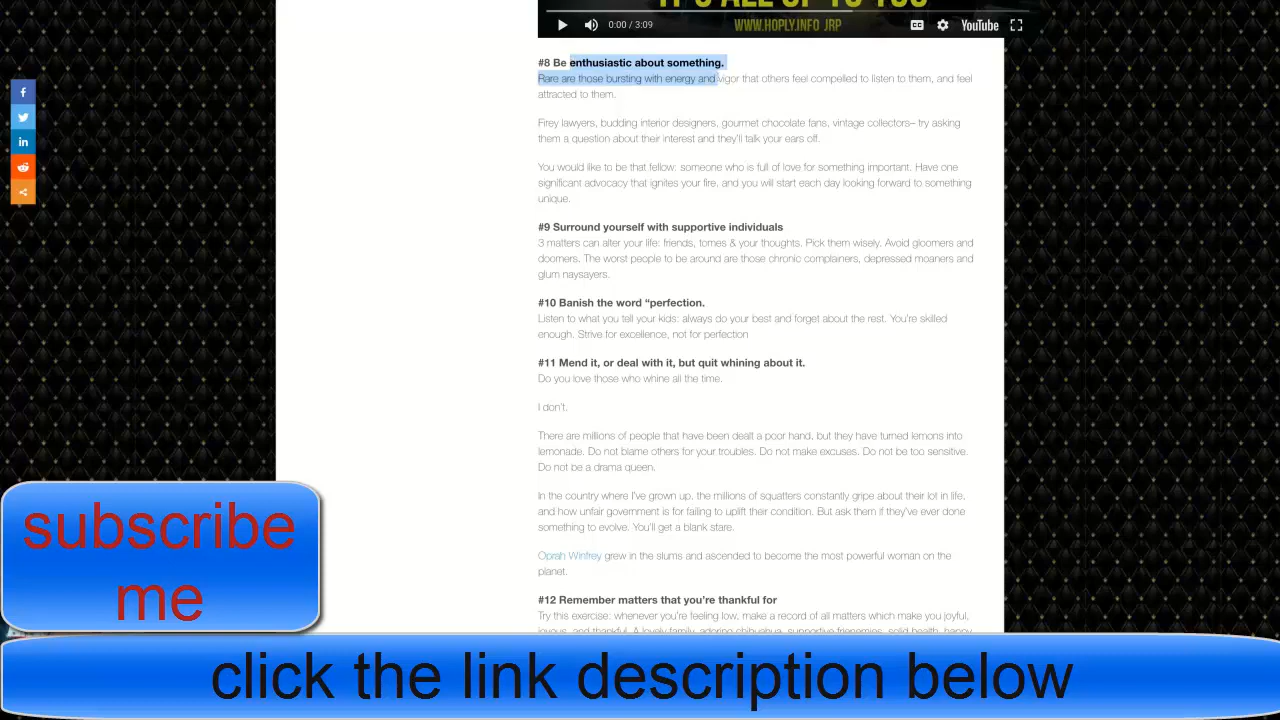 IT'S ALL UP TO YOU
0:00 / 3:09
WWW.HOPLY.INFO JRP
CC
YouTube
#8 Be enthusiastic about something.
Rare are those bursting with energy and vigor that others feel compelled to listen to them, and feel
attracted to them.
Firey lawyers, budding interior designers, gourmet chocolate fans, vintage collectors– try asking
them a question about their interest and they'll talk your ears off.
You would like to be that fellow: someone who is full of love for something important. Have one
significant advocacy that ignites your fire, and you will start each day looking forward to something
unique.
#9 Surround yourself with supportive individuals
3 matters can alter your life: friends, tomes & your thoughts. Pick them wisely. Avoid gloomers and
doomers. The worst people to be around are those chronic complainers, depressed moaners and
glum naysayers.
#10 Banish the word “perfection.
Listen to what you tell your kids: always do your best and forget about the rest. You're skilled
enough. Strive for excellence, not for perfection
#11 Mend it, or deal with it, but quit whining about it.
Do you love those who whine all the time.
I don't.
There are millions of people that have been dealt a poor hand, but they have turned lemons into
lemonade. Do not blame others for your troubles. Do not make excuses. Do not be too sensitive.
Do not be a drama queen.
In the country where I've grown up, the millions of squatters constantly gripe about their lot in life,
and how unfair government is for failing to uplift their condition. But ask them if they've ever done
something to evolve. You'll get a blank stare.
Oprah Winfrey grew in the slums and ascended to become the most powerful woman on the
planet.
#12 Remember matters that you're thankful for
Try this exercise: whenever you're feeling low, make a record of all matters which make you joyful,
joyous, and thankful. A lovely family, adoring chihuahua, supportive frenemies, solid health, happy
subscribe
me
click the link description below